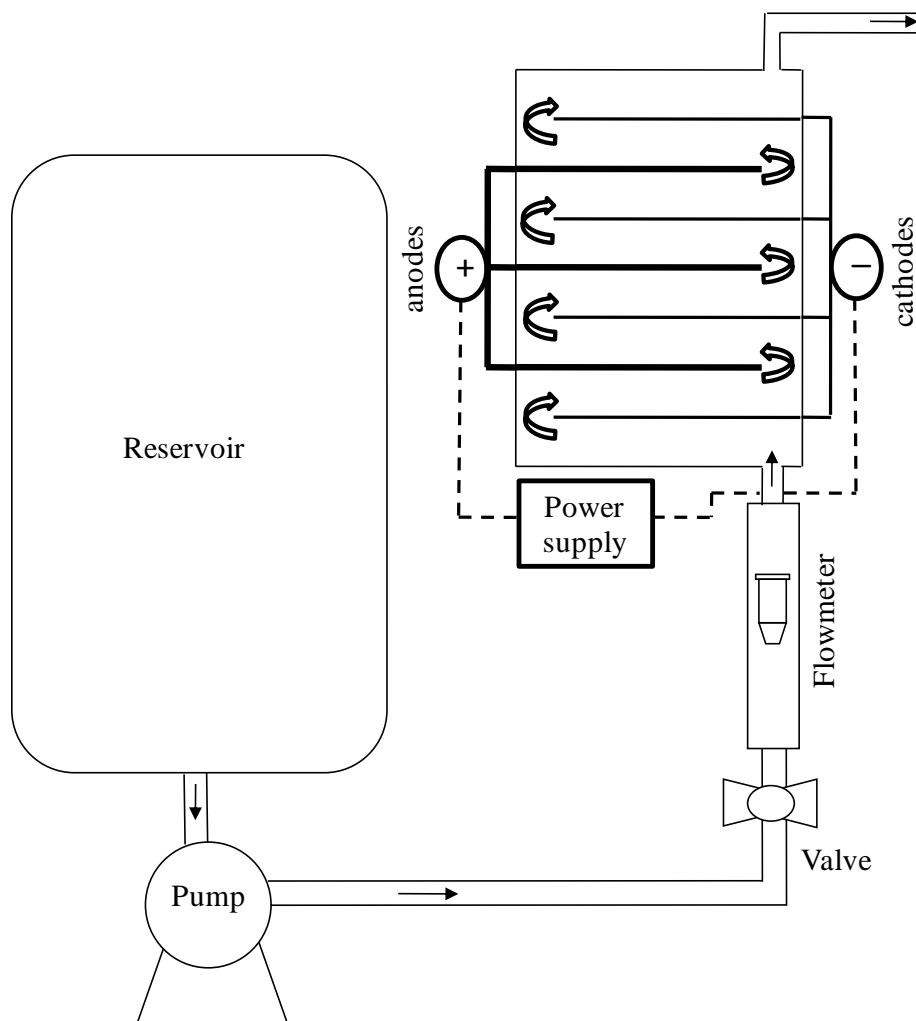 anodes
+
−
cathodes
Reservoir
Power
supply
Flowmeter
Valve
Pump